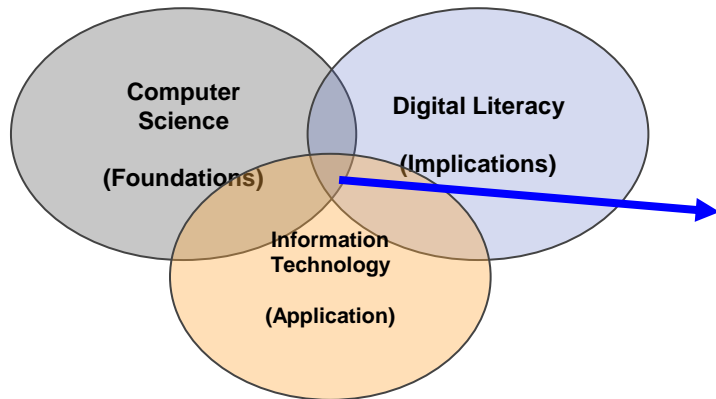 Computer
Science
(Foundations)
Digital Literacy
(Implications)
Information
Technology
(Application)